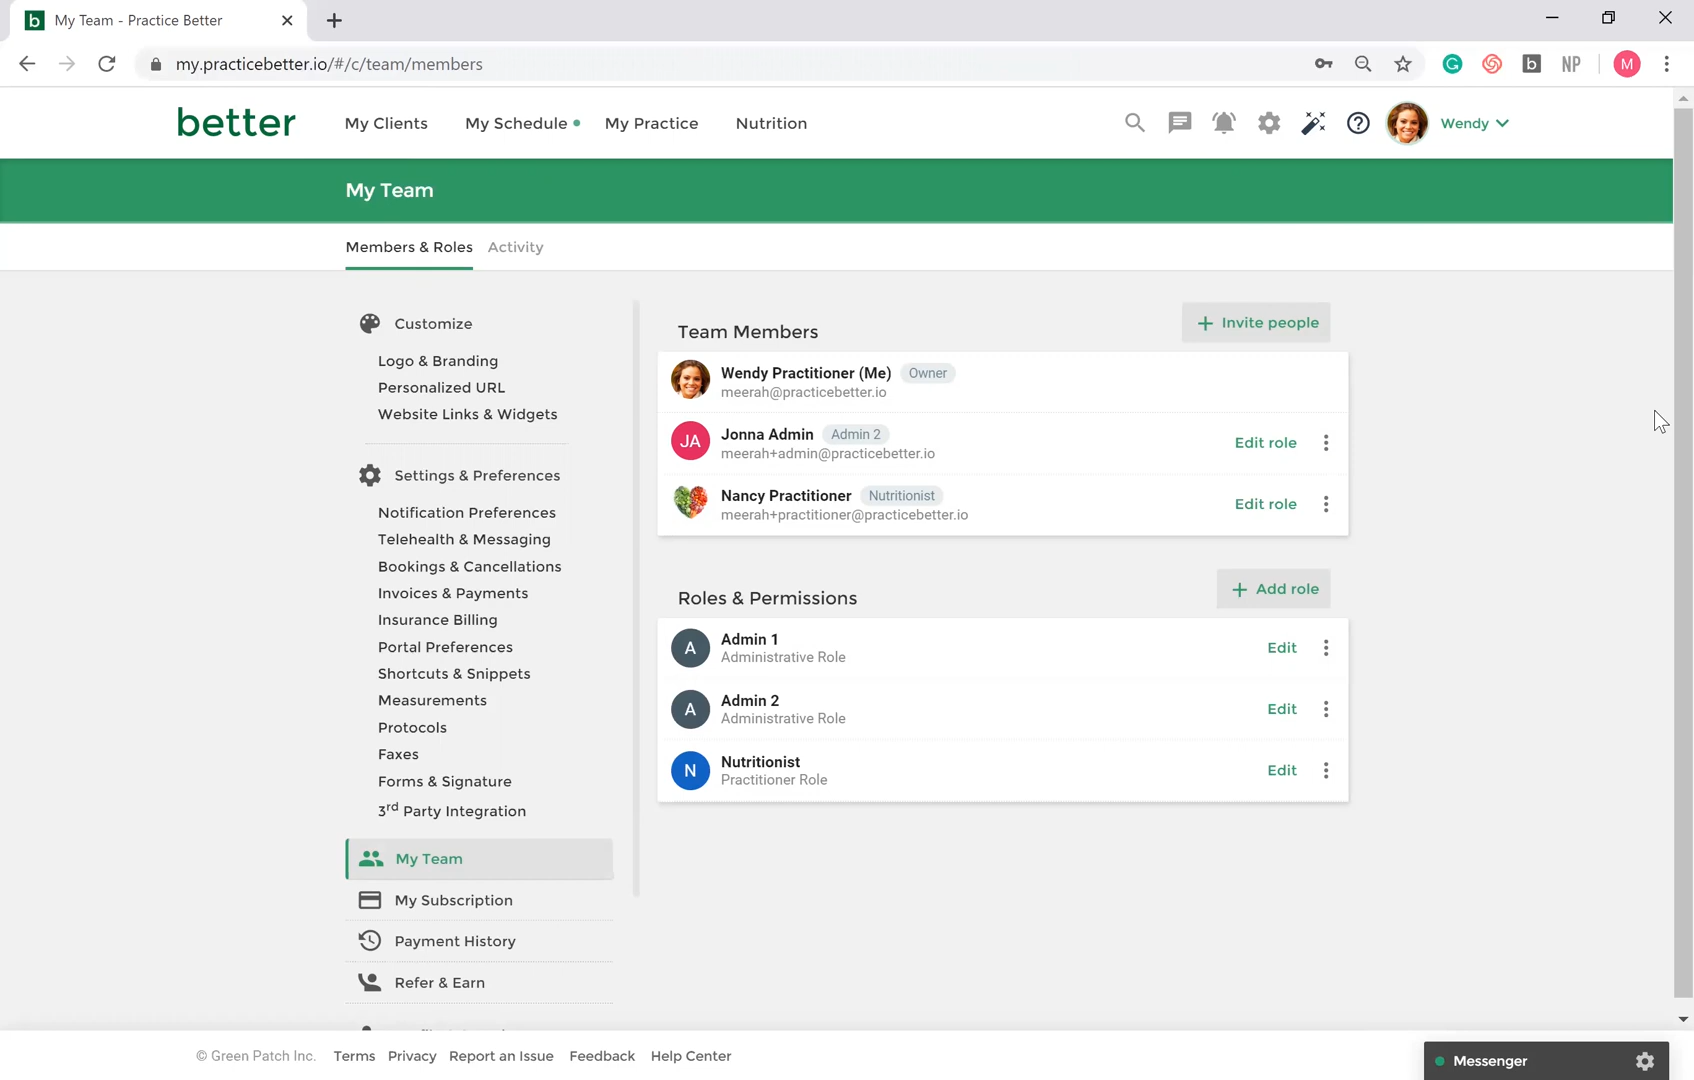 b My Team - Practice Better
my.practicebetter.io/#/c/team/members
G b NP M
better My Clients My Schedule My Practice Nutrition Wendy
My Team
Members & Roles Activity
Customize
Logo & Branding
Personalized URL
Website Links & Widgets
Settings & Preferences
Notification Preferences
Telehealth & Messaging
Bookings & Cancellations
Invoices & Payments
Insurance Billing
Portal Preferences
Shortcuts & Snippets
Measurements
Protocols
Faxes
Forms & Signature
3rd Party Integration
My Team
My Subscription
Payment History
Refer & Earn
Team Members
+ Invite people
Wendy Practitioner (Me) Owner
meerah@practicebetter.io
JA Jonna Admin Admin 2
meerah+admin@practicebetter.io
Edit role
Nancy Practitioner Nutritionist
meerah+practitioner@practicebetter.io
Edit role
Roles & Permissions
+ Add role
A Admin 1
Administrative Role
Edit
A Admin 2
Administrative Role
Edit
N Nutritionist
Practitioner Role
Edit
© Green Patch Inc. Terms Privacy Report an Issue Feedback Help Center
Messenger